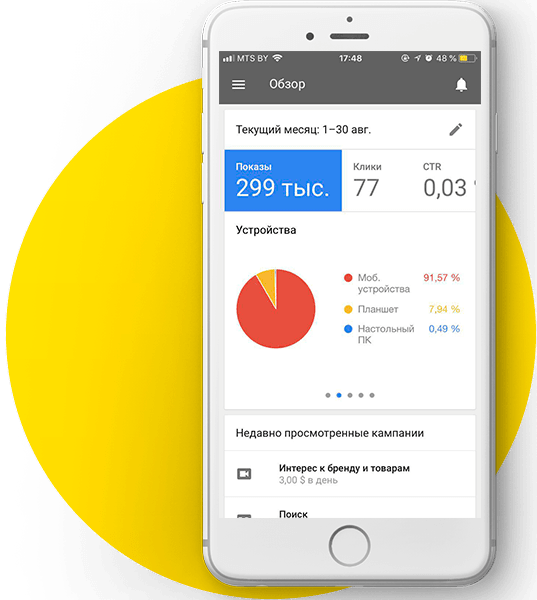 MTS BY 17:48 48 %
Обзор
Текущий месяц: 1–30 авг.
Показы Клики CTR
299 тыс. 77 0,03
Устройства
Моб. 91,57 %
устройства
Планшет 7,94 %
Настольный 0,49 %
ПК
Недавно просмотренные кампании
Интерес к бренду и товарам
3,00 $ в день
Поиск